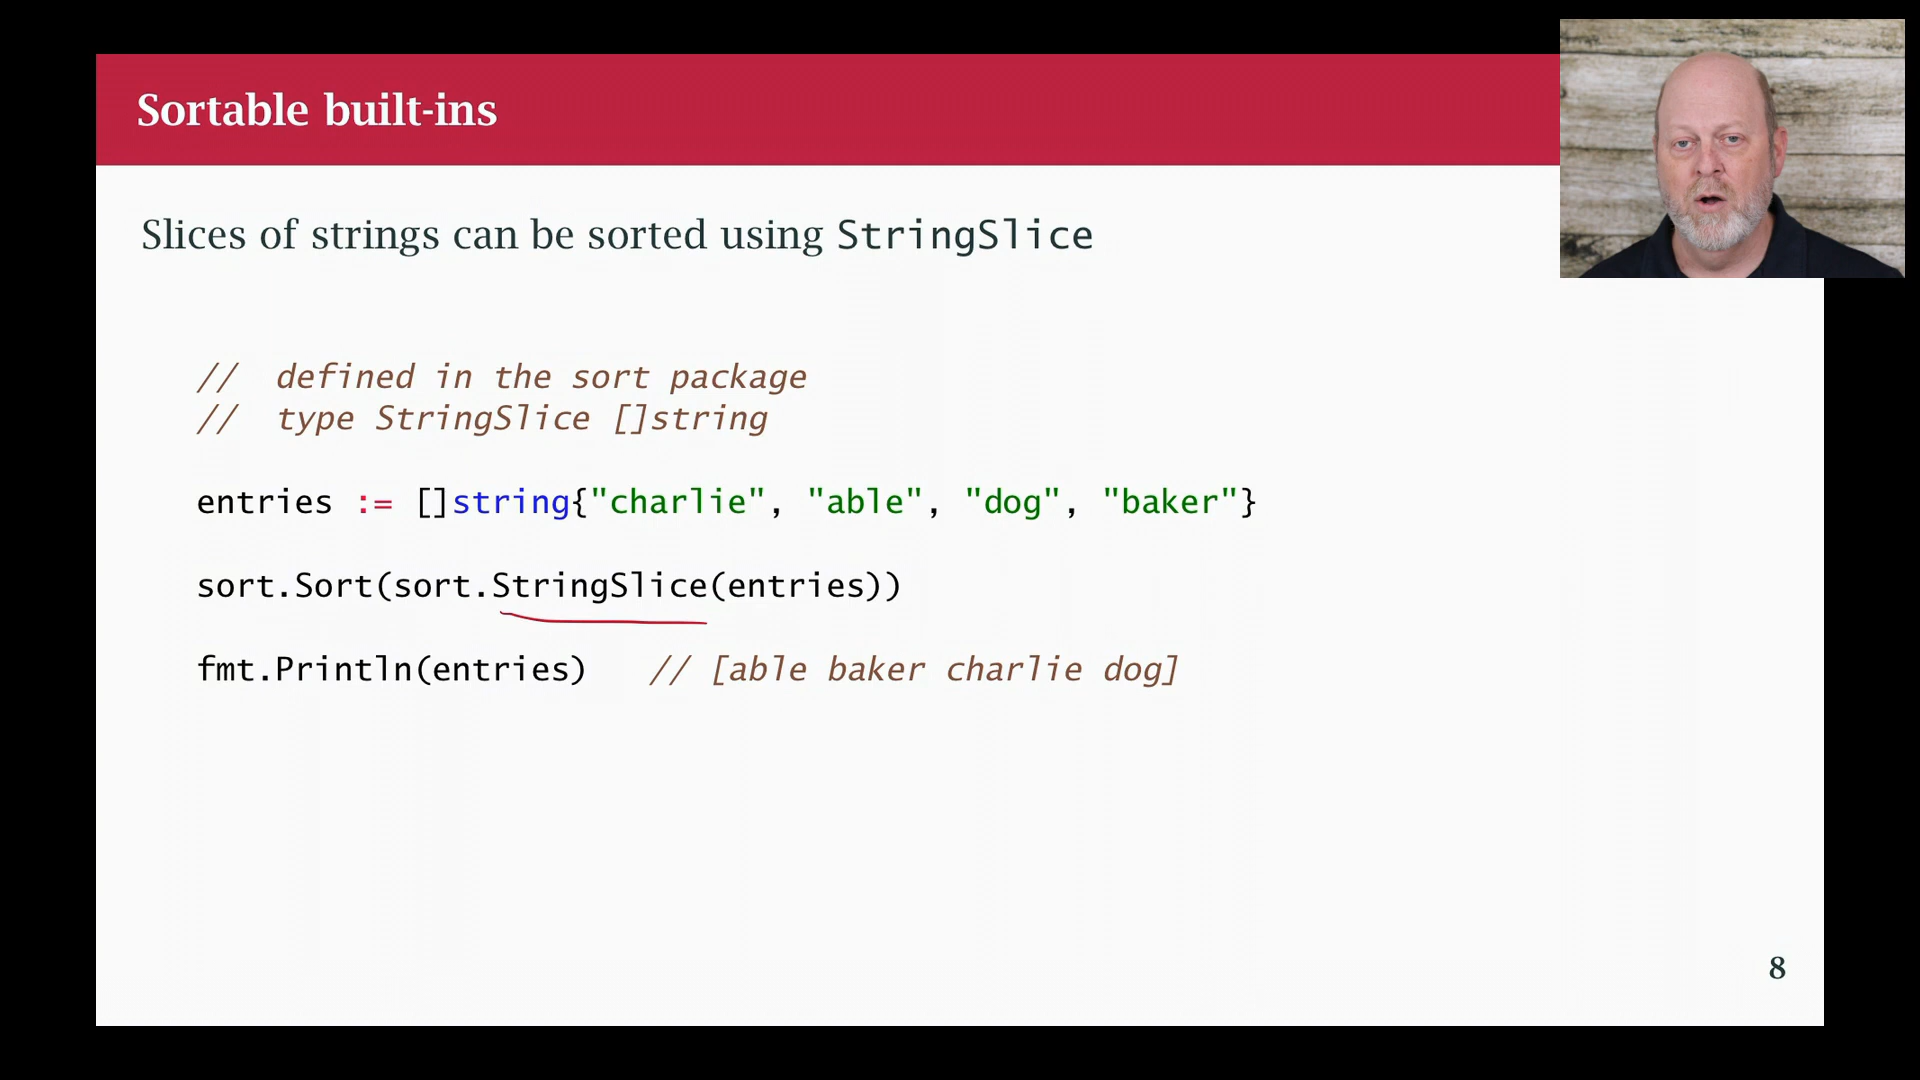 Sortable built-ins
Slices of strings can be sorted using StringSlice
// defined in the sort package
// type StringSlice []string
entries := []string{"charlie", "able", "dog", "baker"}
sort.Sort(sort.StringSlice(entries))
fmt.Println(entries) // [able baker charlie dog]
8